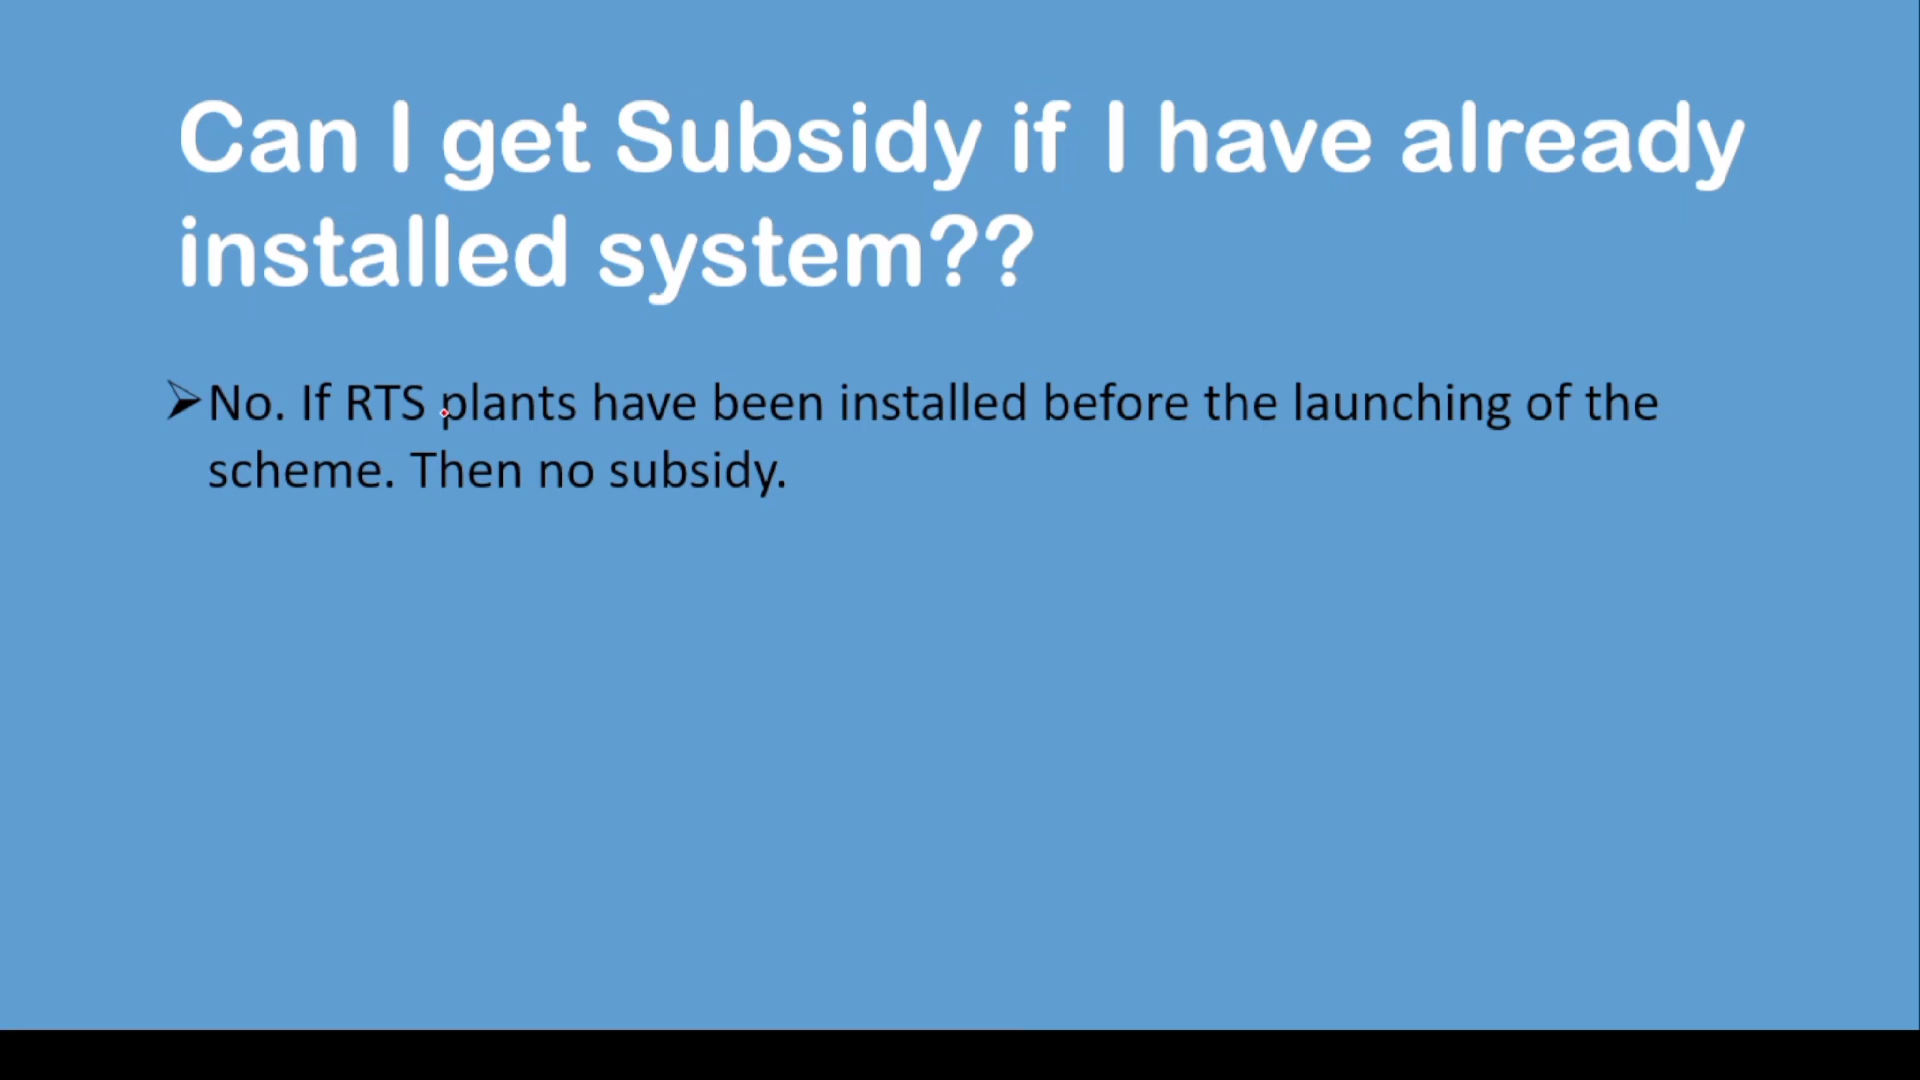 Can I get Subsidy if I have already
installed system??
➢No. If RTS plants have been installed before the launching of the
scheme. Then no subsidy.